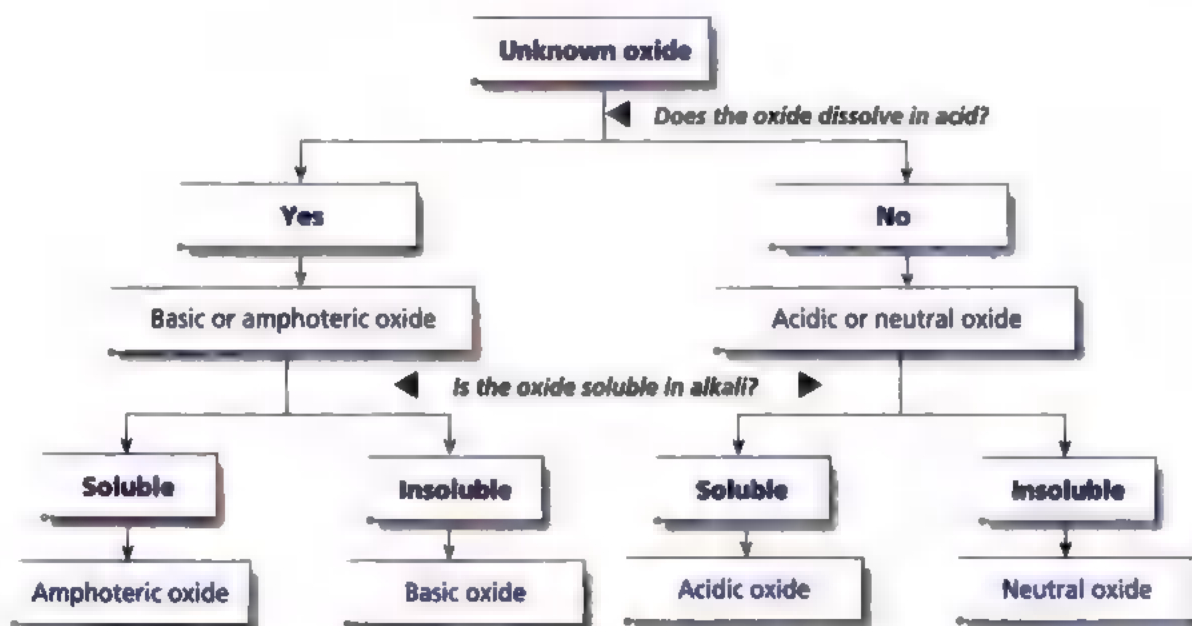 Unknown oxide
Does the oxide dissolve in acid?
Yes
No
Basic or amphoteric oxide
Acidic or neutral oxide
Is the oxide soluble in alkali?
Soluble
Insoluble
Soluble
Insoluble
Amphoteric oxide
Basic oxide
Acidic oxide
Neutral oxide